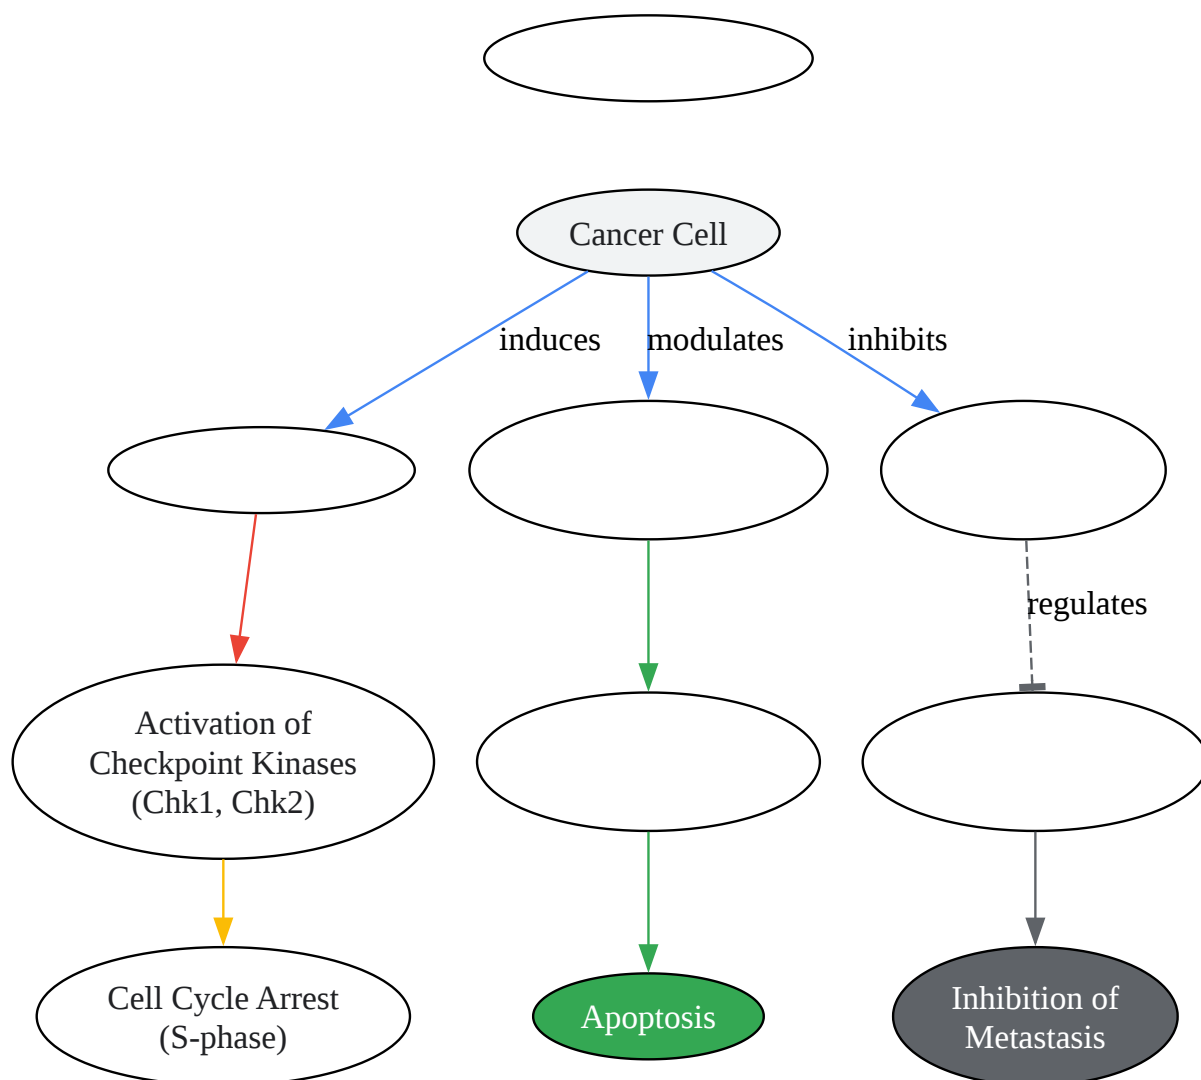 Cancer Cell
induces
modulates
inhibits
regulates
Activation of
Checkpoint Kinases
(Chk1, Chk2)
Cell Cycle Arrest
(S-phase)
Apoptosis
Inhibition of
Metastasis